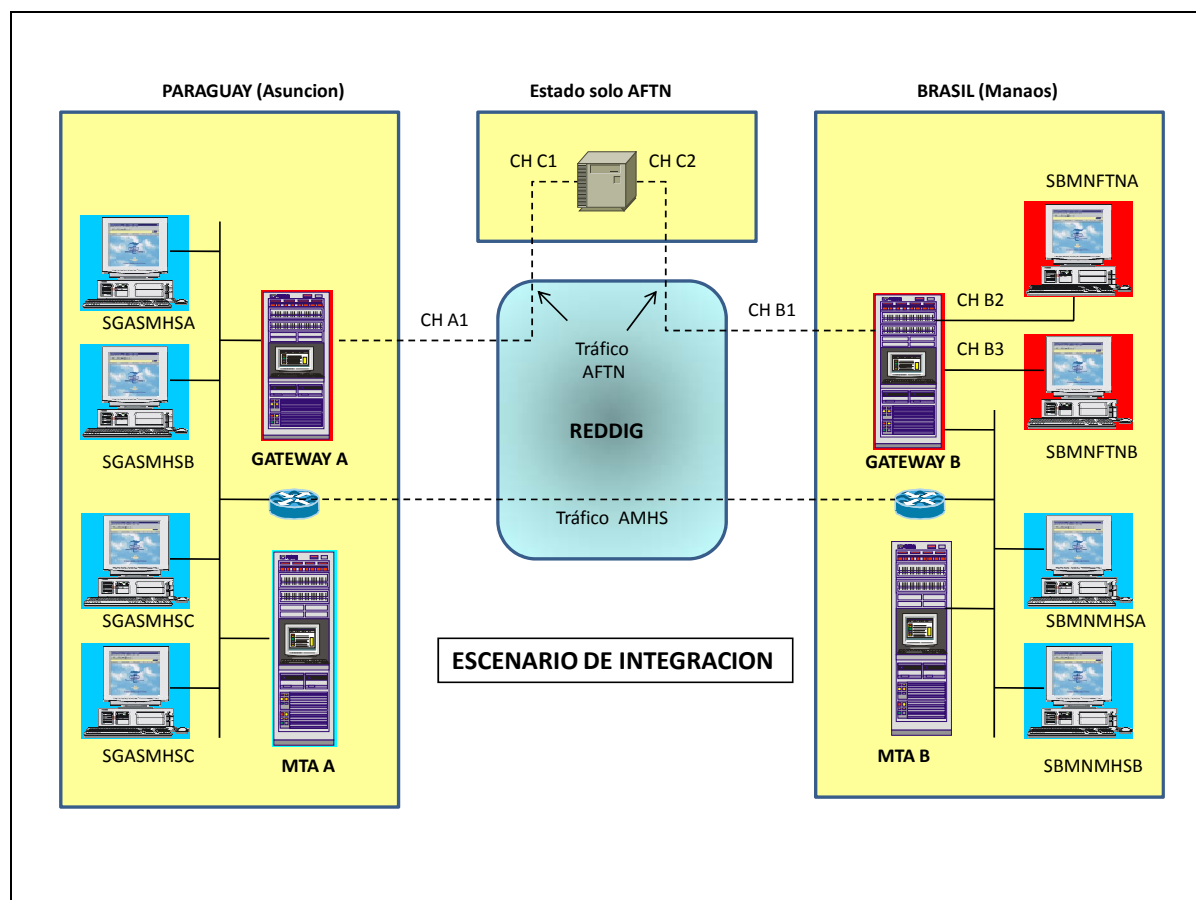 PARAGUAY (Asuncion)
Estado solo AFTN
BRASIL (Manaos)
CH C1
CH C2
SBMNFTNA
SGASMHSA
CH A1
CH B1
CH B2
CH B3
Tráfico
AFTN
REDDIG
SGASMHSB
GATEWAY A
GATEWAY B
SBMNFTNB
Tráfico AMHS
SGASMHSC
SBMNMHSA
ESCENARIO DE INTEGRACION
SGASMHSC
MTA A
MTA B
SBMNMHSB